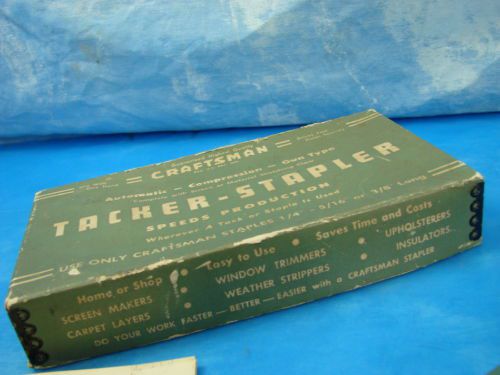 CRAFTSMAN
Automatic — Compression — Gun Type
TACKER-STAPLER
SPEEDS PRODUCTION
Wherever A Tack or Staple Is Used
USE ONLY CRAFTSMAN STAPLES 1/4" 5/16 or 3/8 Long
Home or Shop • Easy to Use • Saves Time and Costs
SCREEN MAKERS • WINDOW TRIMMERS • UPHOLSTERERS
CARPET LAYERS • WEATHER STRIPPERS • INSULATORS
DO YOUR WORK FASTER — BETTER — EASIER with a CRAFTSMAN STAPLER